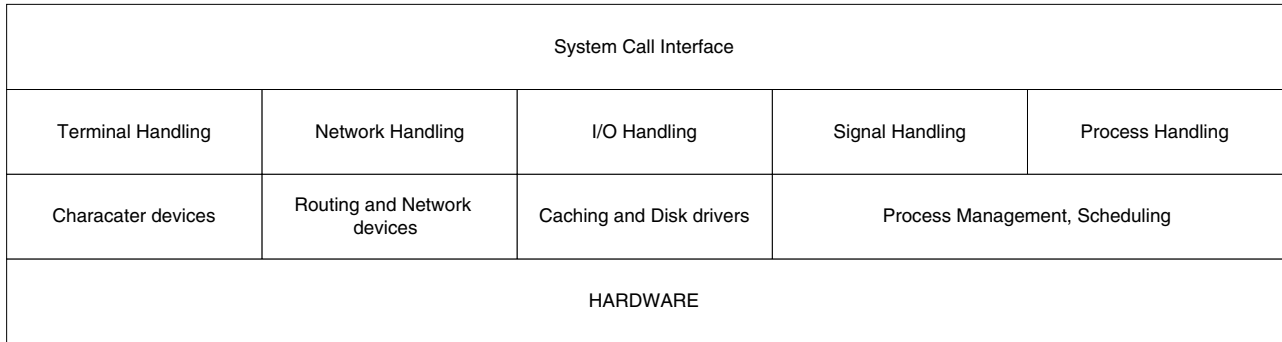 System Call Interface
Terminal Handling
Network Handling
I/O Handling
Signal Handling
Process Handling
Characater devices
Routing and Network
devices
Caching and Disk drivers
Process Management, Scheduling
HARDWARE